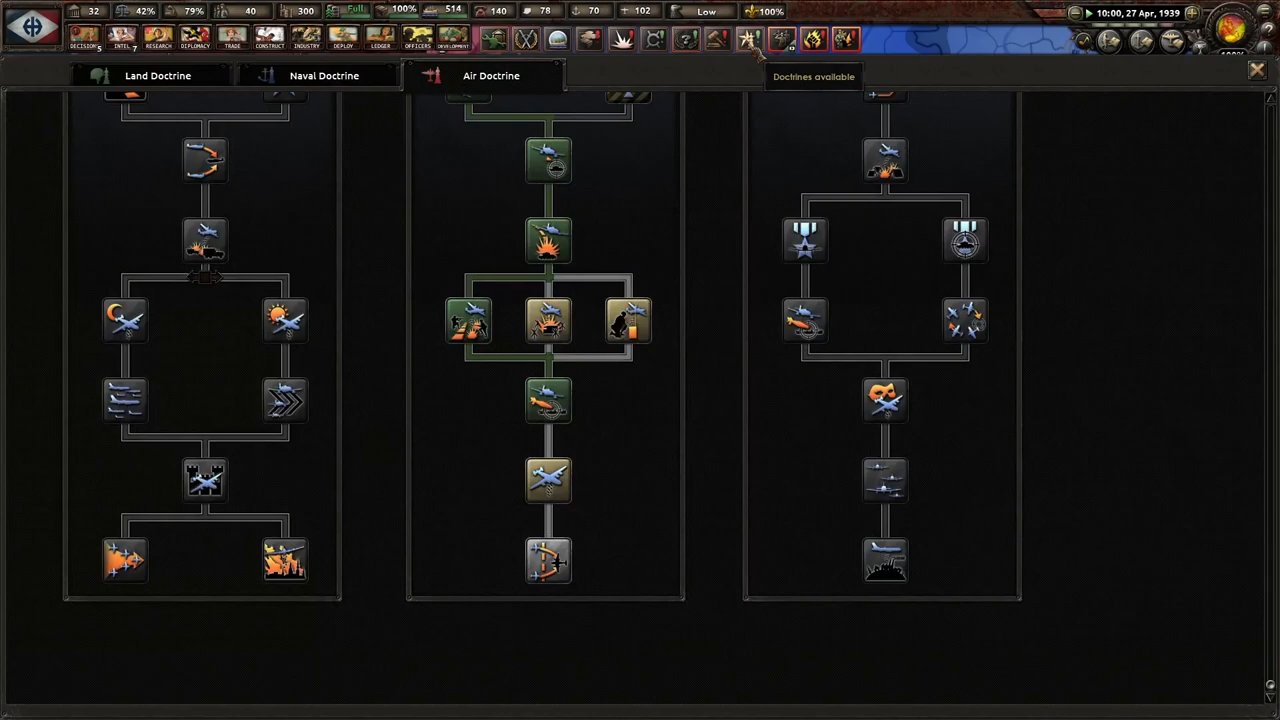 32 42% 79% 40 300 Full 100% 514 140 78 70 102 Low 100% 10:00, 27 Apr, 1939
DECISION 5 INTEL 7 RESEARCH DIPLOMACY TRADE CONSTRUCT INDUSTRY DEPLOY LEDGER OFFICERS DEVELOPMENT 100%
Land Doctrine Naval Doctrine Air Doctrine Doctrines available